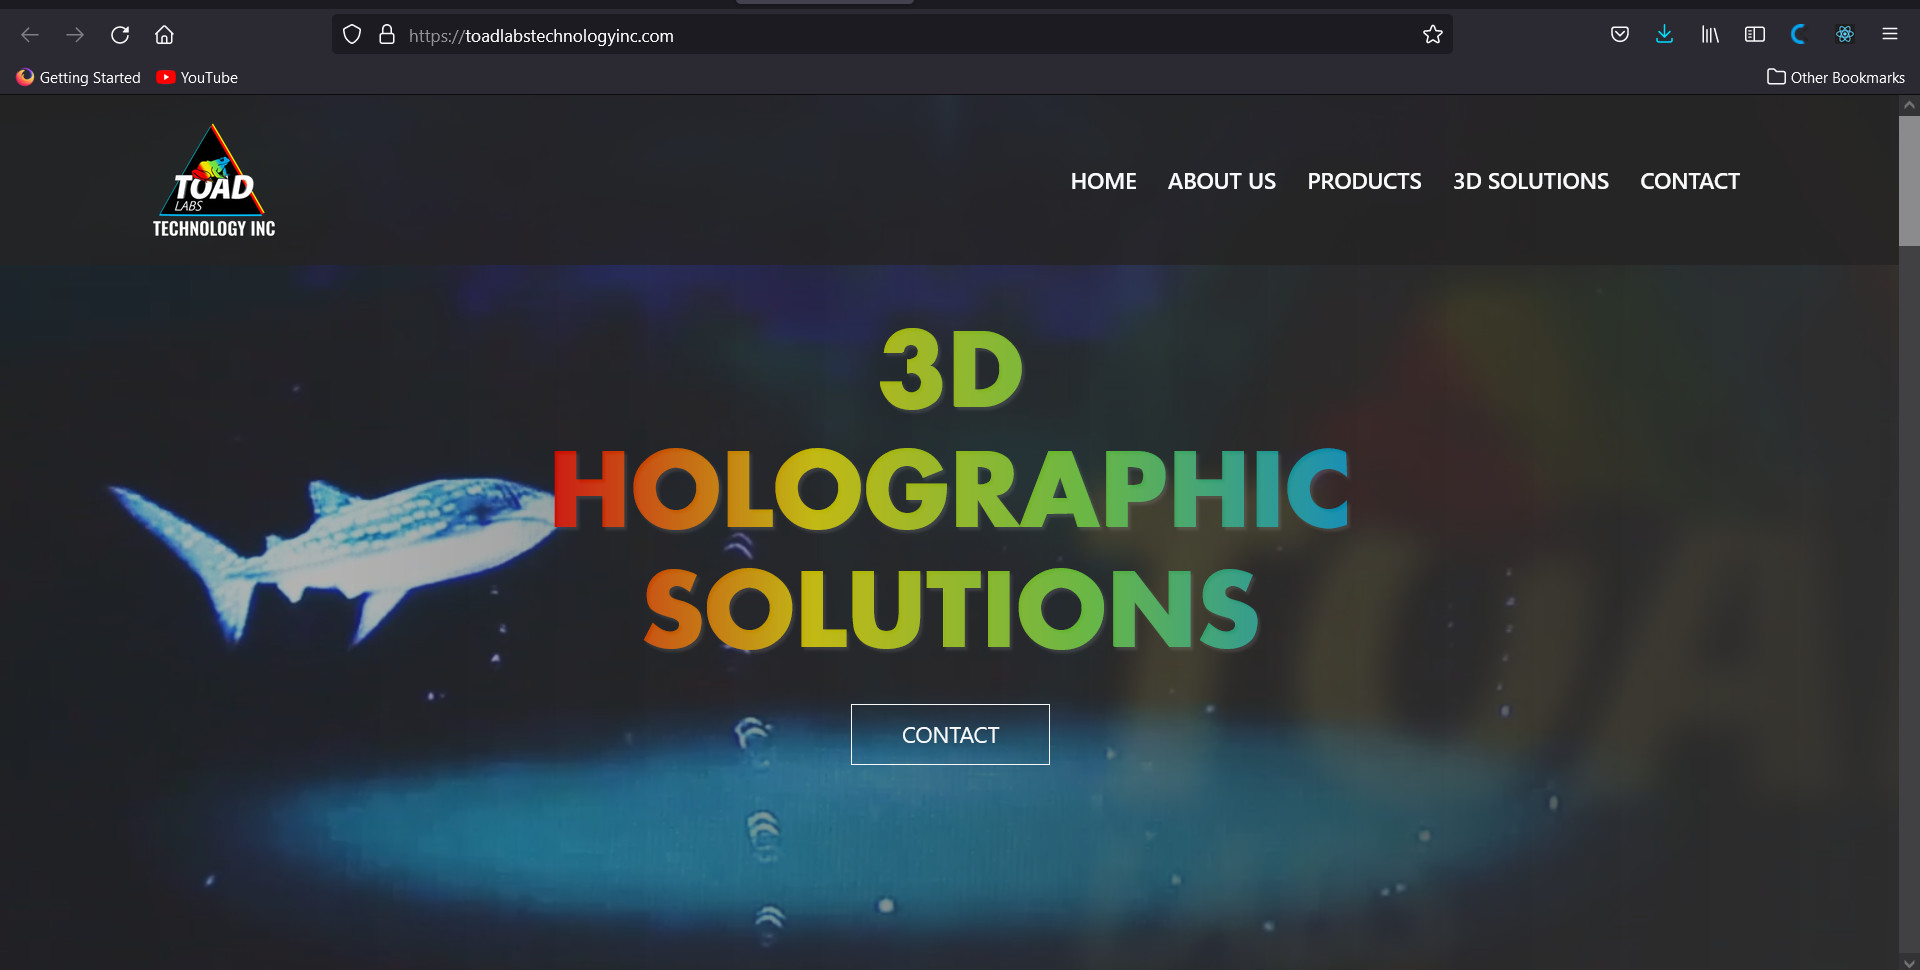 https://toadlabstechnologyinc.com
Getting Started
YouTube
Other Bookmarks
TOAD
LABS
TECHNOLOGY INC
HOME
ABOUT US
PRODUCTS
3D SOLUTIONS
CONTACT
3D
HOLOGRAPHIC
SOLUTIONS
CONTACT
TOA